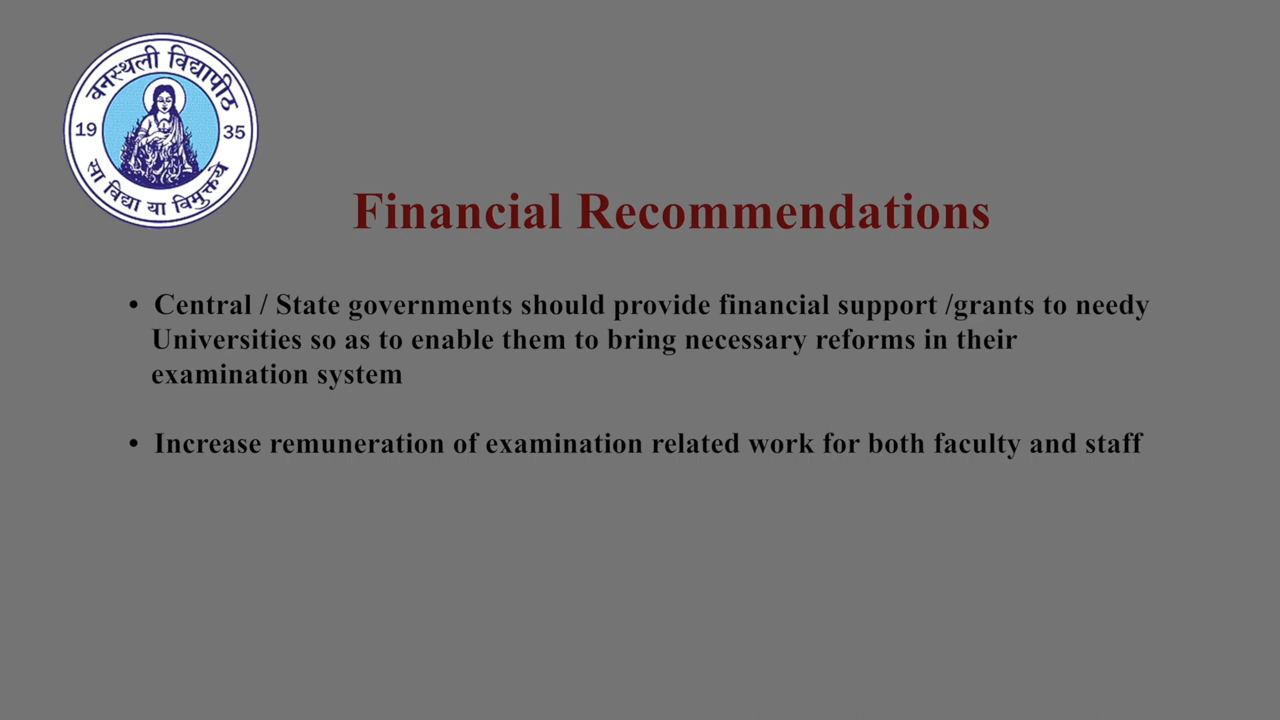 वनस्थली विद्यापीठ
19 35
सा विद्या या विमुक्तये
Financial Recommendations
• Central / State governments should provide financial support /grants to needy
Universities so as to enable them to bring necessary reforms in their
examination system
• Increase remuneration of examination related work for both faculty and staff